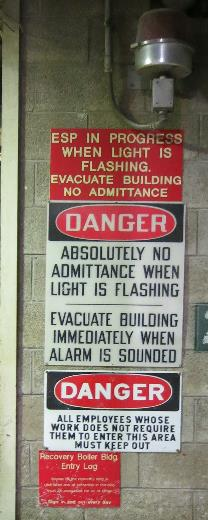 ESP IN PROGRESS
WHEN LIGHT IS
FLASHING.
EVACUATE BUILDING
NO ADMITTANCE
DANGER
ABSOLUTELY NO
ADMITTANCE WHEN
LIGHT IS FLASHING
EVACUATE BUILDING
IMMEDIATELY WHEN
ALARM IS SOUNDED
DANGER
ALL EMPLOYEES WHOSE
WORK DOES NOT REQUIRE
THEM TO ENTER THIS AREA
MUST KEEP OUT
Recovery Boiler Bldg.
Entry Log
Sign in and out every day